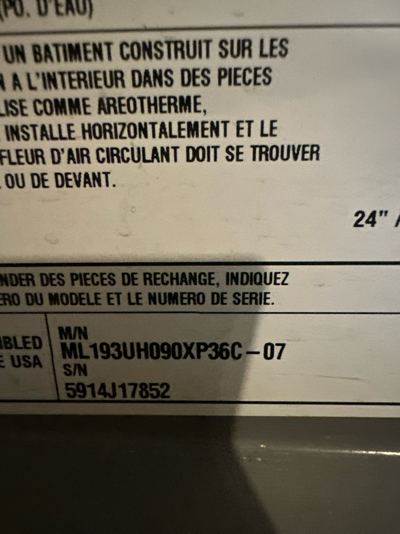 (PO. D'EAU)
UN BATIMENT CONSTRUIT SUR LES
A L'INTERIEUR DANS DES PIECES
LISE COMME AREOTHERME,
INSTALLE HORIZONTALEMENT ET LE
FLEUR D'AIR CIRCULANT DOIT SE TROUVER
OU DE DEVANT.
24" /
NDER DES PIECES DE RECHANGE, INDIQUEZ
ERO DU MODELE ET LE NUMERO DE SERIE.
MBLED
E USA
M/N
ML193UH090XP36C-07
S/N
5914J17852